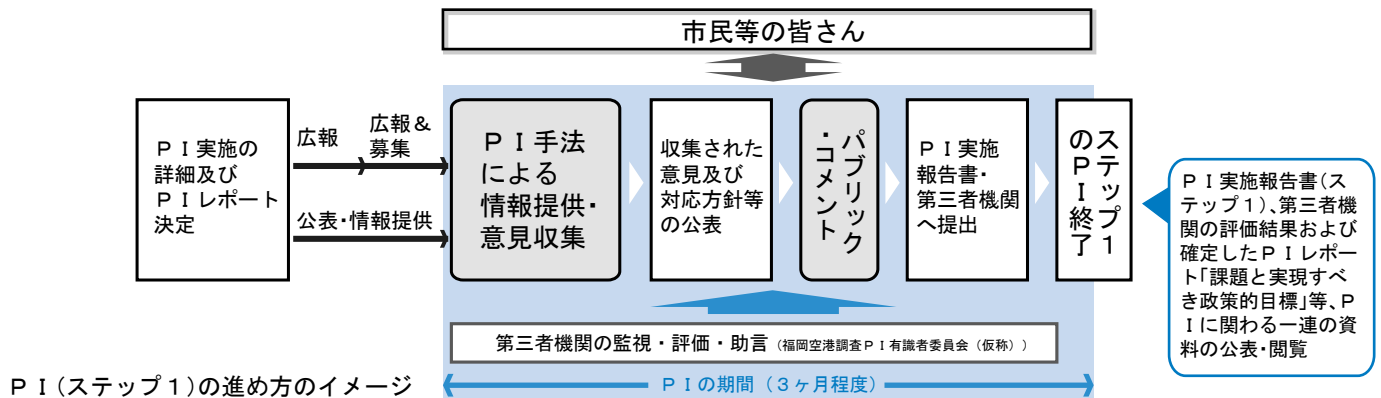 市民等の皆さん
ＰＩ実施の
詳細及び
ＰＩレポート
決定
広報
広報＆
募集
公表・情報提供
ＰＩ手法
による
情報提供・
意見収集
収集された
意見及び
対応方針等
の公表
パブリック
・コメント
ＰＩ実施
報告書・
第三者機関
へ提出
ステップ１
のＰＩ終了
ＰＩ実施報告書（ス
テップ１）、第三者機
関の評価結果および
確定したＰＩレポー
ト「課題と実現すべ
き政策的目標」等、Ｐ
Ｉに関わる一連の資
料の公表・閲覧
第三者機関の監視・評価・助言（福岡空港調査ＰＩ有識者委員会（仮称））
ＰＩ（ステップ１）の進め方のイメージ
ＰＩの期間（３ヶ月程度）